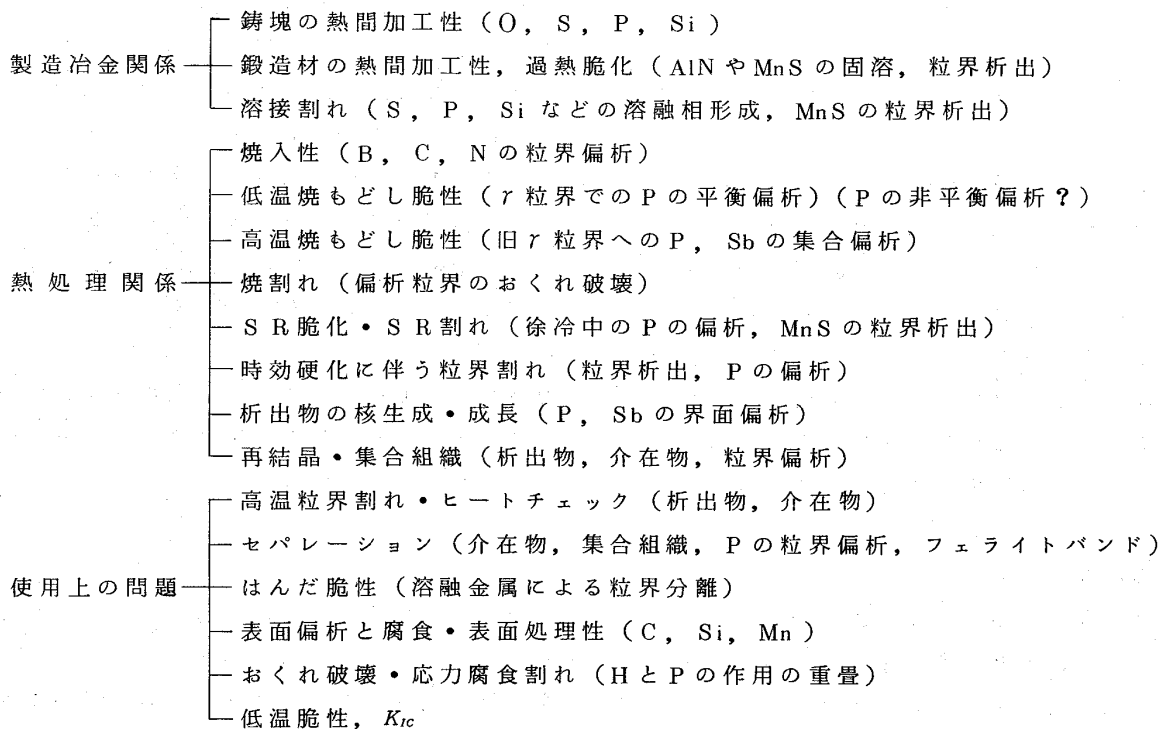 鋳塊の熱間加工性（O，S，P，Si）
製造冶金関係 鍛造材の熱間加工性，過熱脆化（AlNやMnSの固溶，粒界析出）
溶接割れ（S，P，Siなどの溶融相形成，MnSの粒界析出）
焼入性（B，C，Nの粒界偏析）
低温焼もどし脆性（γ粒界でのPの平衡偏析）（Pの非平衡偏析？）
高温焼もどし脆性（旧γ粒界へのP，Sbの集合偏析）
熱処理関係 焼割れ（偏析粒界のおくれ破壊）
SR脆化・SR割れ（徐冷中のPの偏析，MnSの粒界析出）
時効硬化に伴う粒界割れ（粒界析出，Pの偏析）
析出物の核生成・成長（P，Sbの界面偏析）
再結晶・集合組織（析出物，介在物，粒界偏析）
高温粒界割れ・ヒートチェック（析出物，介在物）
セパレーション（介在物，集合組織，Pの粒界偏析，フェライトバンド）
使用上の問題 はんだ脆性（溶融金属による粒界分離）
表面偏析と腐食・表面処理性（C，Si，Mn）
おくれ破壊・応力腐食割れ（HとPの作用の重畳）
低温脆性，KIC